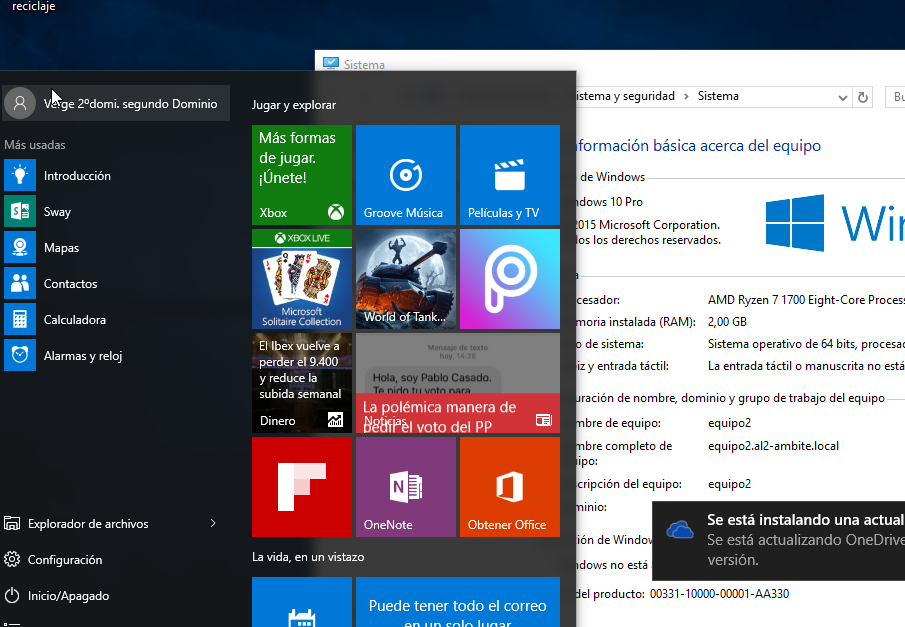 reciclaje
Sistema
istema y seguridad > Sistema
Bu
Verge 2ºdomi. segundo Dominio
Más usadas
Introducción
Sway
Mapas
Contactos
Calculadora
Alarmas y reloj
Explorador de archivos
Configuración
Inicio/Apagado
Jugar y explorar
Más formas
de jugar.
¡Únete!
Xbox
Groove Música
Películas y TV
XBOX LIVE
Microsoft
Solitaire Collection
World of Tank...
El Ibex vuelve a
perder el 9.400
y reduce la
subida semanal
Dinero
Mensaje de texto
hoy, 14:38
Hola, soy Pablo Casado.
Te pido tu voto para
La polémica manera de
pedir el voto del PP
Noticias
OneNote
Obtener Office
La vida, en un vistazo
Puede tener todo el correo
en un solo lugar
nformación básica acerca del equipo
de Windows
ndows 10 Pro
2015 Microsoft Corporation.
dos los derechos reservados.
Win
a
cesador:
AMD Ryzen 7 1700 Eight-Core Process
moria instalada (RAM):
2,00 GB
o de sistema:
Sistema operativo de 64 bits, procesad
iz y entrada táctil:
La entrada táctil o manuscrita no está
uración de nombre, dominio y grupo de trabajo del equipo
mbre de equipo:
equipo2
mbre completo de
uipo:
equipo2.al2-ambite.local
scripción del equipo:
equipo2
minio:
ión de Window
ndows no está
del producto: 00331-10000-00001-AA330
Se está instalando una actual
Se está actualizando OneDrive
versión.